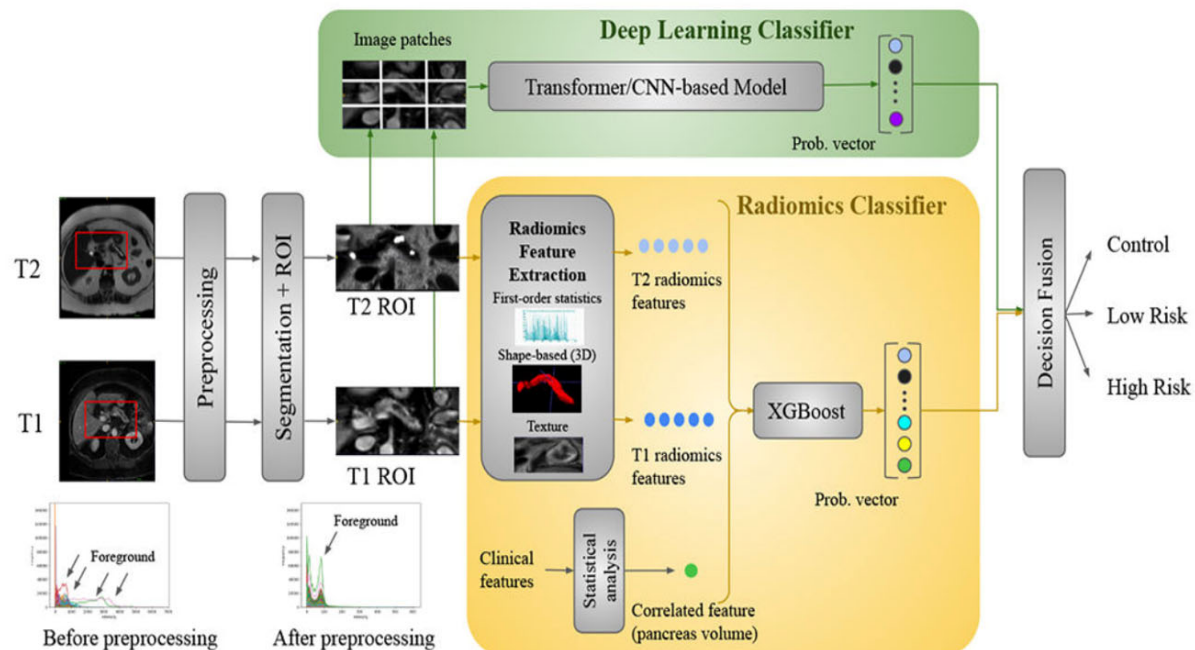 Deep Learning Classifier
Image patches
Transformer/CNN-based Model
Prob. vector
T2
T1
Preprocessing
Segmentation + ROI
T2 ROI
T1 ROI
Radiomics Classifier
Radiomics
Feature
Extraction
First-order statistics
Shape-based (3D)
Texture
T2 radiomics
features
T1 radiomics
features
XGBoost
Prob. vector
Clinical
features
Statistical
analysis
Correlated feature
(pancreas volume)
Decision Fusion
Control
Low Risk
High Risk
Foreground
Before preprocessing
Foreground
After preprocessing